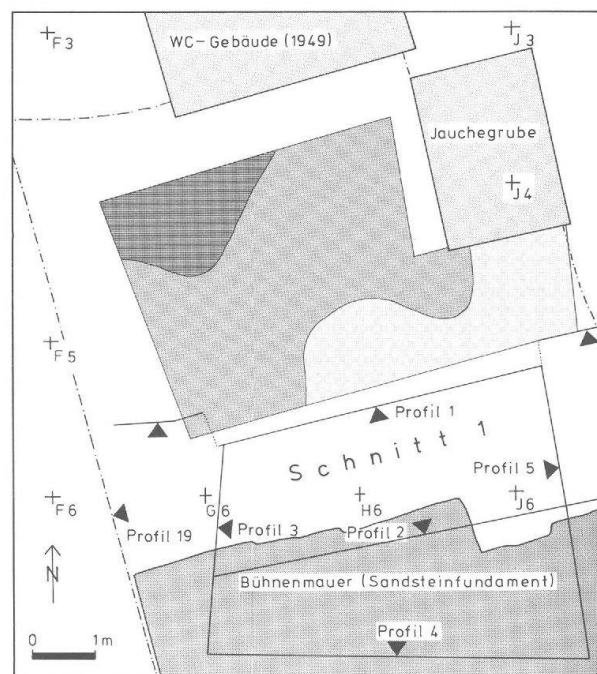 F3
J3
WC-Gebäude (1949)
Jauchegrube
J4
F5
Profil 1
Schnitt 1
Profil 5
F6
G6
H6
J6
Profil 19
Profil 3
Profil 2
N
Bühnenmauer (Sandsteinfundament)
Profil 4
0 1m